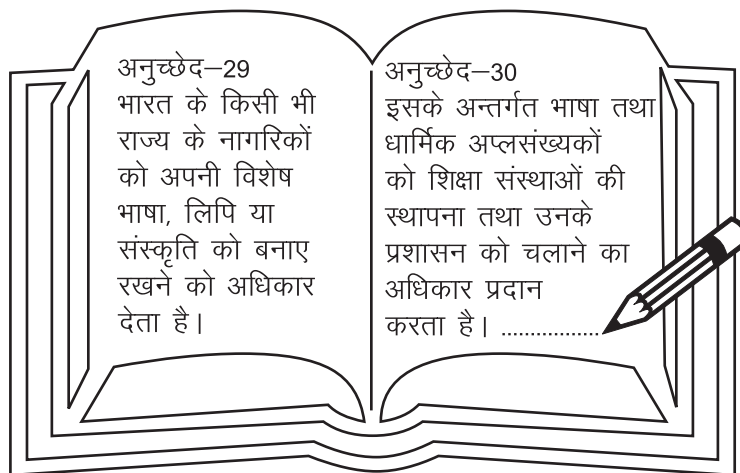 अनुच्छेद–29
भारत के किसी भी
राज्य के नागरिकों
को अपनी विशेष
भाषा, लिपि या
संस्कृति को बनाए
रखने को अधिकार
देता है।
अनुच्छेद–30
इसके अन्तर्गत भाषा तथा
धार्मिक अप्लसंख्यकों
को शिक्षा संस्थाओं की
स्थापना तथा उनके
प्रशासन को चलाने का
अधिकार प्रदान
करता है। .................